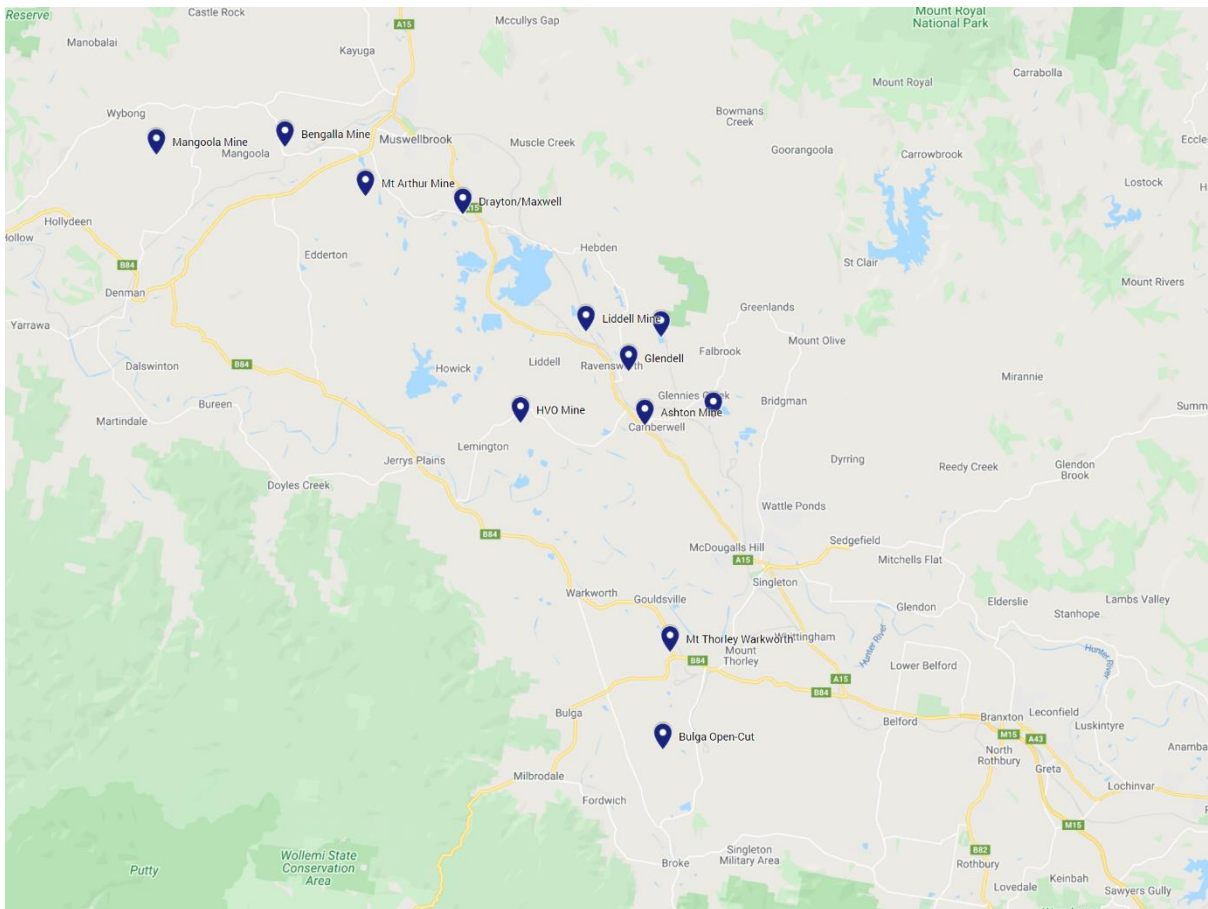 Reserve
Castle Rock
A15
Mccullys Gap
Mount Royal
National Park
Manobalai
Kayuga
Carrabolla
Mount Royal
Wybong
Bowmans
Creek
Bengalla Mine
Muswellbrook
Muscle Creek
Mangoola Mine
Mangoola
Goorangoola
Carrowbrook
Eccles
Mt Arthur Mine
Lostock
Drayton/Maxwell
A15
Hollydeen
Hollow
Hebden
Edderton
B84
St Clair
Denman
Mount Rivers
Greenlands
Yarrawa
Liddell Mine
Mount Olive
B84
Liddell
Glendell
Falbrook
Dalswinton
Howick
Ravensworth
Mirannie
Glennies Creek
Bridgman
Bureen
HVO Mine
Ashton Mine
Summ
Martindale
Camberwell
Lemington
Jerrys Plains
Dyrring
Reedy Creek
Glendon
Brook
Doyles Creek
Wattle Ponds
B84
McDougalls Hill
Sedgefield
A15
Mitchells Flat
Singleton
Warkworth
Gouldsville
Glendon
Elderslie
Lambs Valley
Stanhope
Mt Thorley Warkworth
Whittingham
Hunter River
Hunter
River
Mount
Thorley
B84
Lower Belford
A15
B84
Bulga
Belford
Branxton
Leconfield
Luskintyre
Bulga Open-Cut
M15
A43
Anamba
North
Rothbury
Milbrodale
Greta
Lochinvar
Fordwich
M15
Wollemi State
Conservation
Area
Putty
Broke
Singleton
Military Area
B82
Rothbury
Keinbah
Lovedale
Sawyers Gully